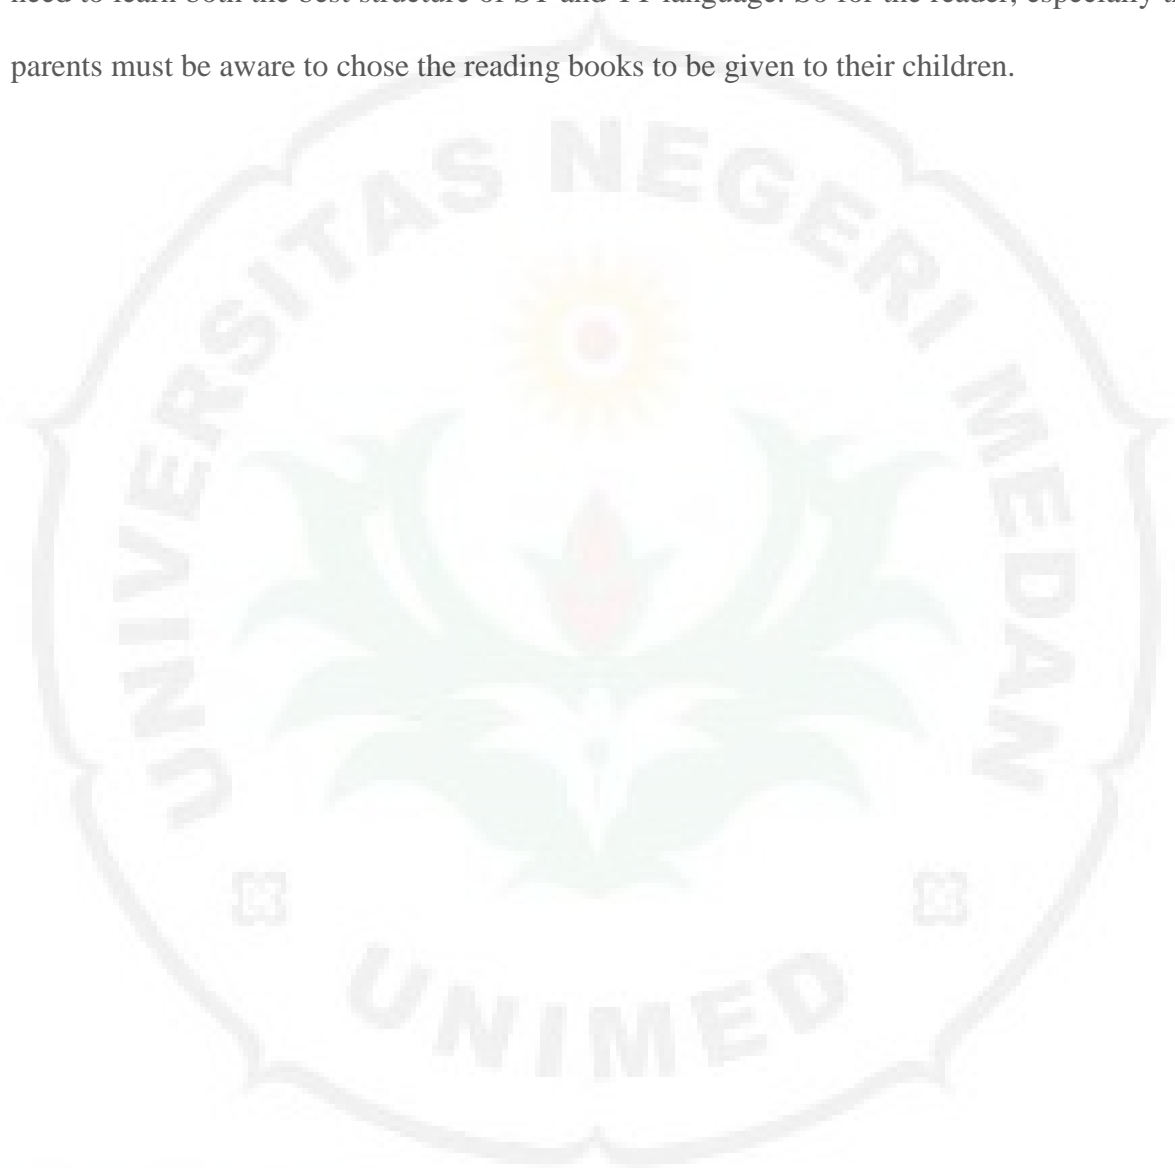 need to learn both the best structure of ST and TT language. So for the reader, especially
parents must be aware to chose the reading books to be given to their children.
UNIVERSITAS NEGERI MEDAN
UNIMED